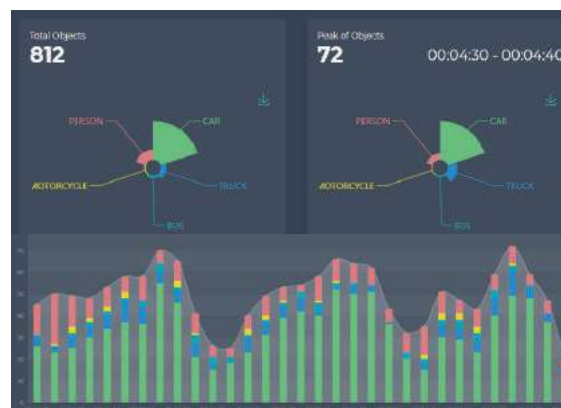 Total Objects
812
PERSON
CAR
MOTORCYCLE
TRUCK
BUS
Peak of Objects
72
00:04:30 - 00:04:40
PERSON
CAR
MOTORCYCLE
TRUCK
BUS